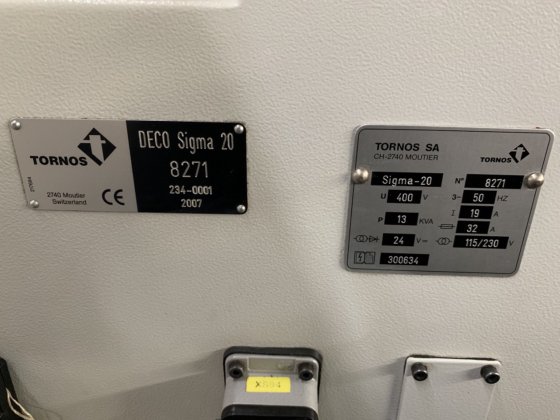 TORNOS
2740 Moutier
Switzerland
CE
DECO Sigma 20
8271
234-0001
2007
TORNOS SA
CH-2740 MOUTIER
TORNOS
Sigma-20 N° 8271
U 400 V 3~ 50 HZ
P 13 KVA I 19 A
32 A
24 V 115/230 V
300634